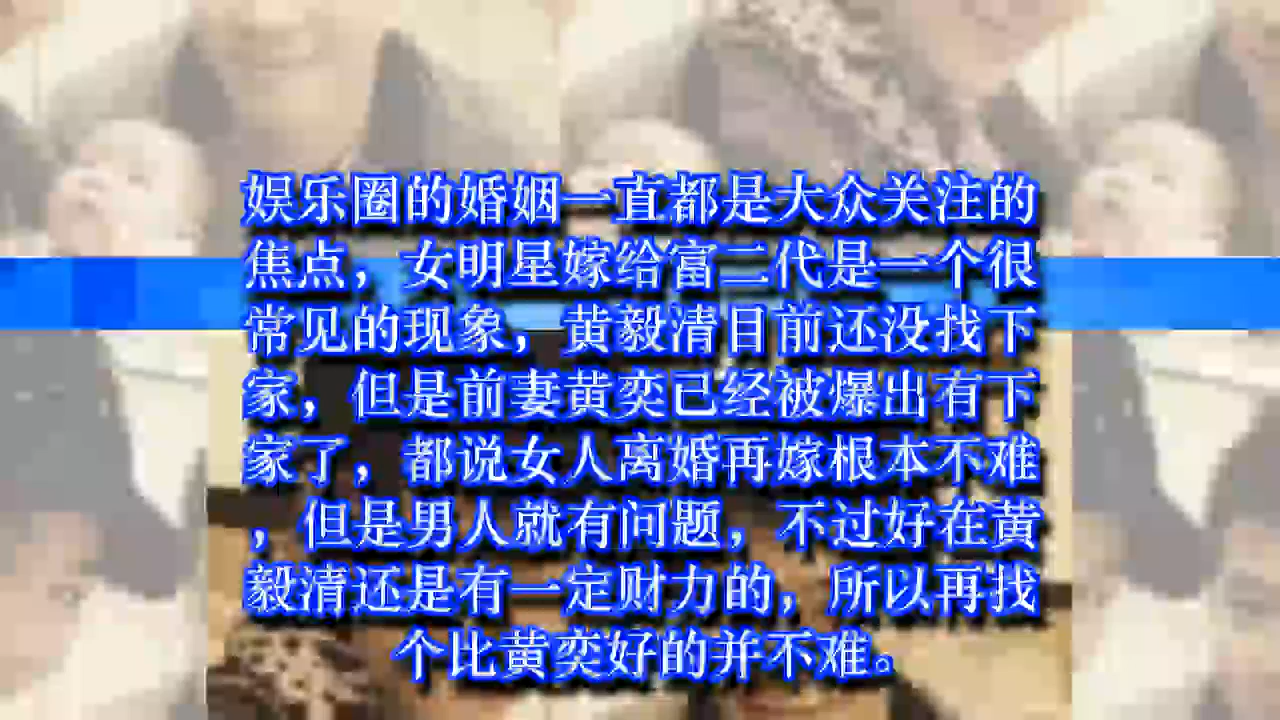 娱乐圈的婚姻一直都是大众关注的
焦点，女明星嫁给富二代是一个很
常见的现象，黄毅清目前还没找下
家，但是前妻黄奕已经被爆出有下
家了，都说女人离婚再嫁根本不难
，但是男人就有问题，不过好在黄
毅清还是有一定财力的，所以再找
个比黄奕好的并不难。